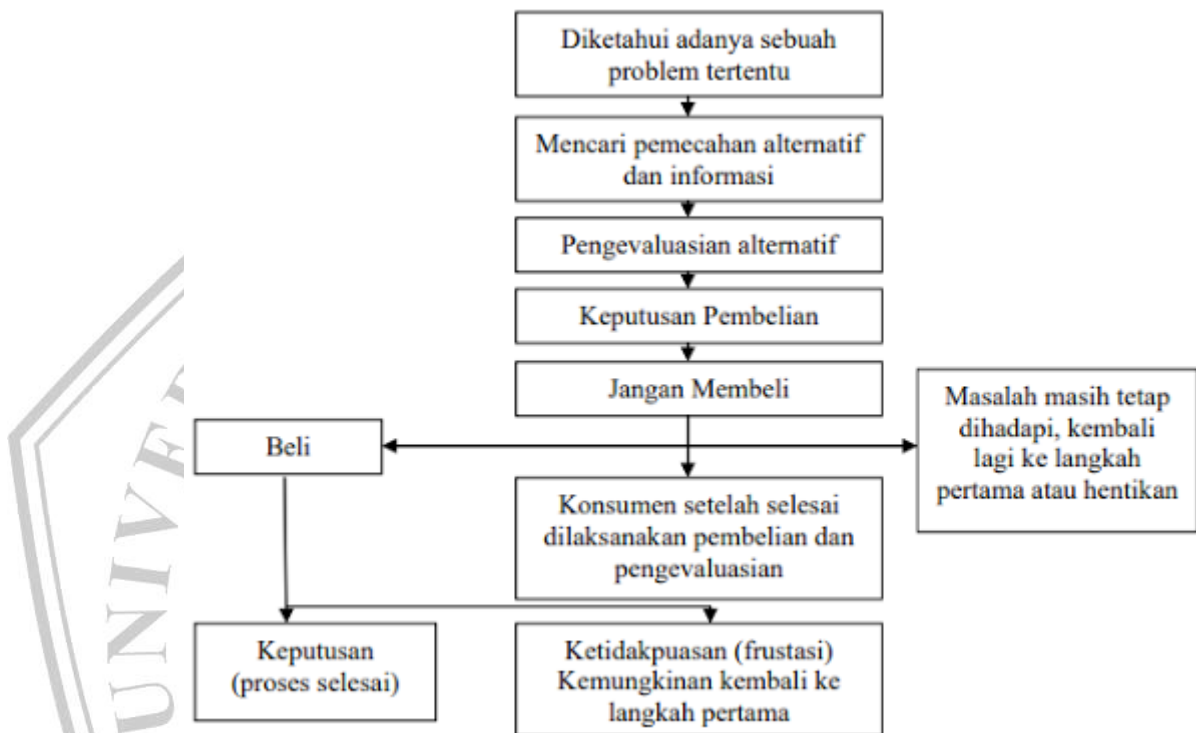 Diketahui adanya sebuah
problem tertentu
Mencari pemecahan alternatif
dan informasi
Pengevaluasian alternatif
Keputusan Pembelian
Jangan Membeli
Masalah masih tetap
dihadapi, kembali
lagi ke langkah
pertama atau hentikan
Beli
Konsumen setelah selesai
dilaksanakan pembelian dan
pengevaluasian
Keputusan
(proses selesai)
Ketidakpuasan (frustasi)
Kemungkinan kembali ke
langkah pertama
UNIVE